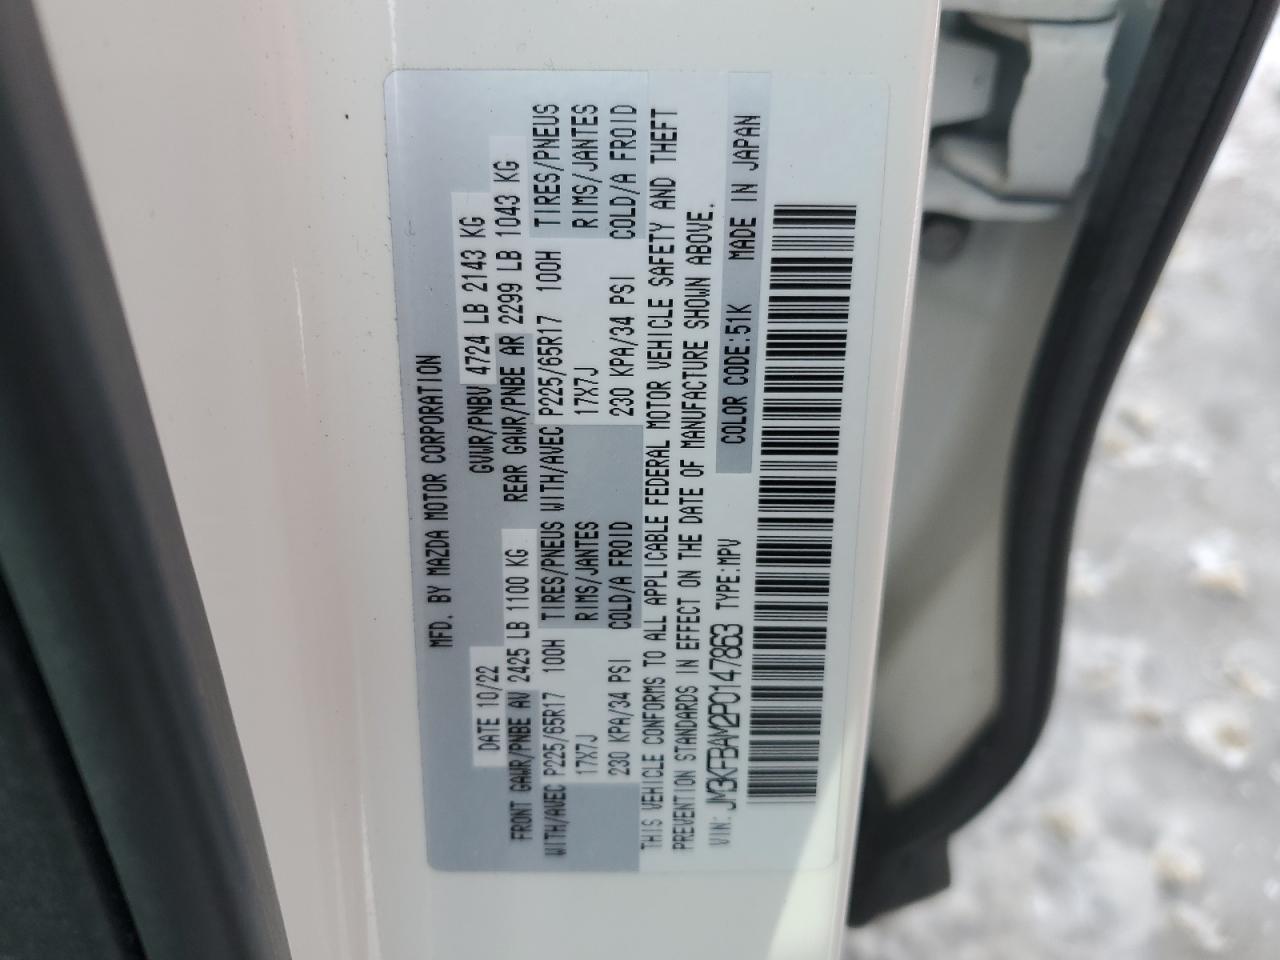 MFD. BY MAZDA MOTOR CORPORATION
DATE 10/22 GVWR/PNBV 4724 LB 2143 KG
FRONT GAWR/PNBE AV 2425 LB 1100 KG REAR GAWR/PNBE AR 2299 LB 1043 KG
WITH/AVEC P225/65R17 100H TIRES/PNEUS WITH/AVEC P225/65R17 100H TIRES/PNEUS
17X7J RIMS/JANTES 17X7J RIMS/JANTES
230 KPA/34 PSI COLD/A FROID 230 KPA/34 PSI COLD/A FROID
THIS VEHICLE CONFORMS TO ALL APPLICABLE FEDERAL MOTOR VEHICLE SAFETY AND THEFT
PREVENTION STANDARDS IN EFFECT ON THE DATE OF MANUFACTURE SHOWN ABOVE.
VIN: JM3KFBAM2P0147863 TYPE:MPV COLOR CODE:51K MADE IN JAPAN